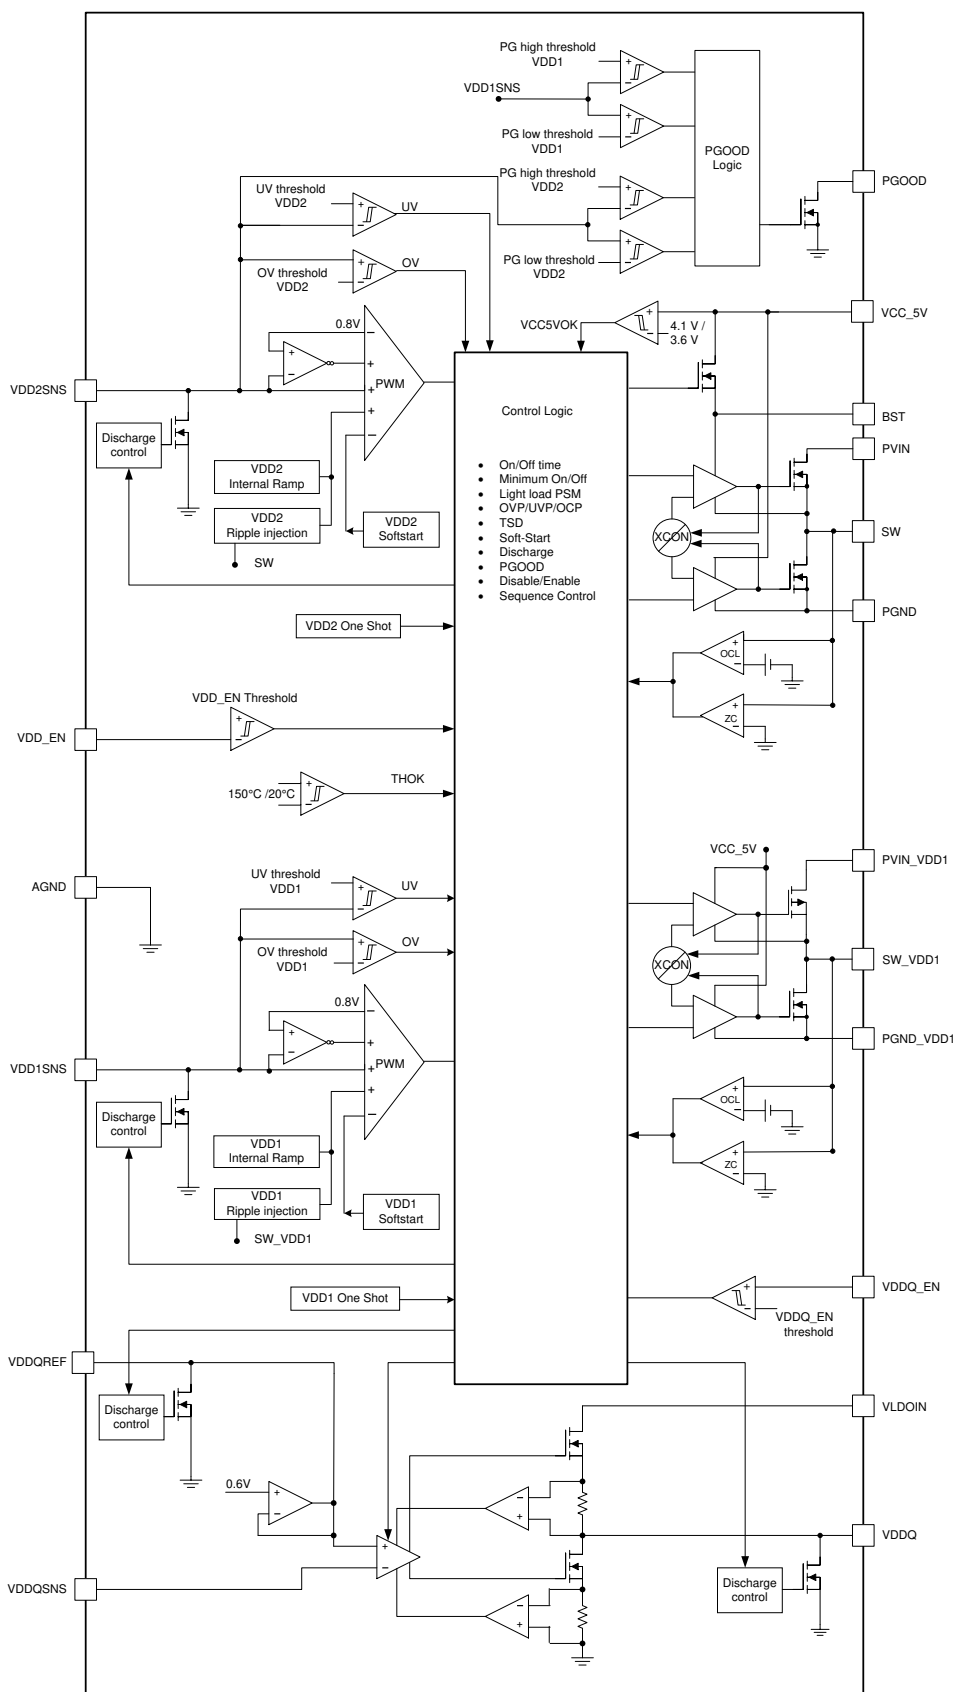 PG high threshold
VDD1
+
−
VDD1SNS
PG low threshold
VDD1
+
−
PGOOD
Logic
PG high threshold
VDD2
+
−
PG low threshold
VDD2
+
−
PGOOD
UV threshold
VDD2
+
−
UV
OV threshold
VDD2
+
−
OV
VCC5VOK
+
−
4.1 V /
3.6 V
VCC_5V
0.8V
+
−
−
+
+
+
−
PWM
VDD2SNS
Discharge
control
VDD2
Internal Ramp
VDD2
Ripple injection
SW
VDD2
Softstart
Control Logic
• On/Off time
• Minimum On/Off
• Light load PSM
• OVP/UVP/OCP
• TSD
• Soft-Start
• Discharge
• PGOOD
• Disable/Enable
• Sequence Control
BST
PVIN
XCON
SW
PGND
VDD2 One Shot
+
OCL
−
+
ZC
−
VDD_EN Threshold
+
−
VDD_EN
THOK
150°C /20°C
+
−
AGND
VCC_5V
PVIN_VDD1
UV threshold
VDD1
+
−
UV
OV threshold
VDD1
+
−
OV
XCON
SW_VDD1
PGND_VDD1
0.8V
+
−
−
+
+
+
−
PWM
VDD1SNS
Discharge
control
VDD1
Internal Ramp
VDD1
Ripple injection
SW_VDD1
VDD1
Softstart
+
OCL
−
+
ZC
−
VDD1 One Shot
+
−
VDDQ_EN
VDDQ_EN
threshold
VDDQREF
Discharge
control
VLDOIN
0.6V
+
−
−
+
VDDQ
+
−
VDDQSNS
−
+
Discharge
control